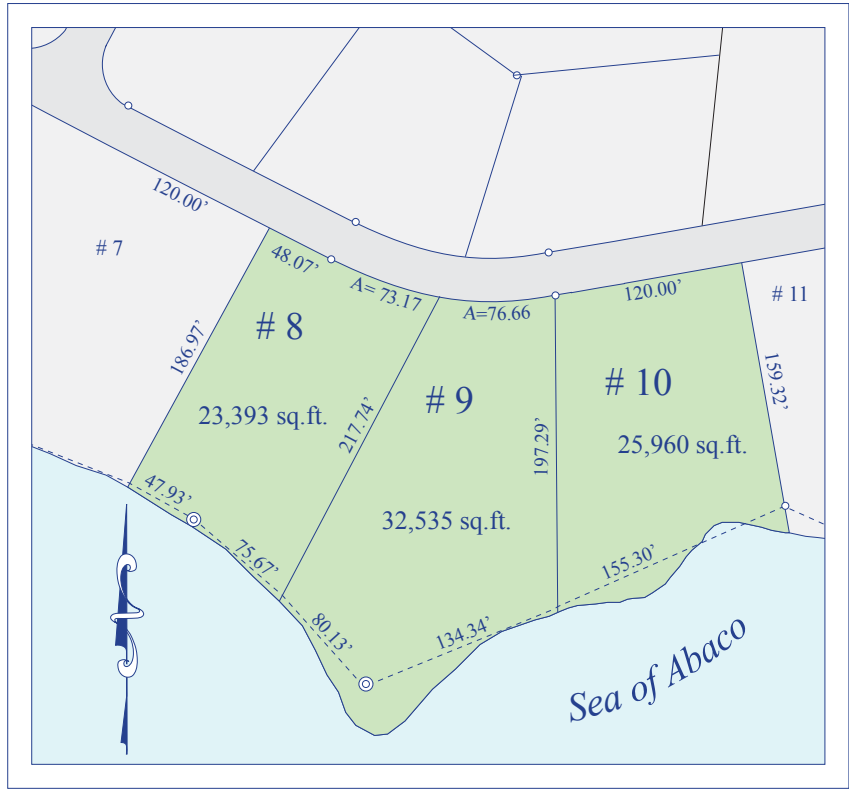 120.00’
# 7
48.07’
A= 73.17
A=76.66
120.00’
# 11
# 8
186.97’
159.32’
# 10
# 9
23,393 sq.ft.
217.74’
197.29’
25,960 sq.ft.
47.93’
32,535 sq.ft.
75.67’
155.30’
80.13’
134.34’
Sea of Abaco